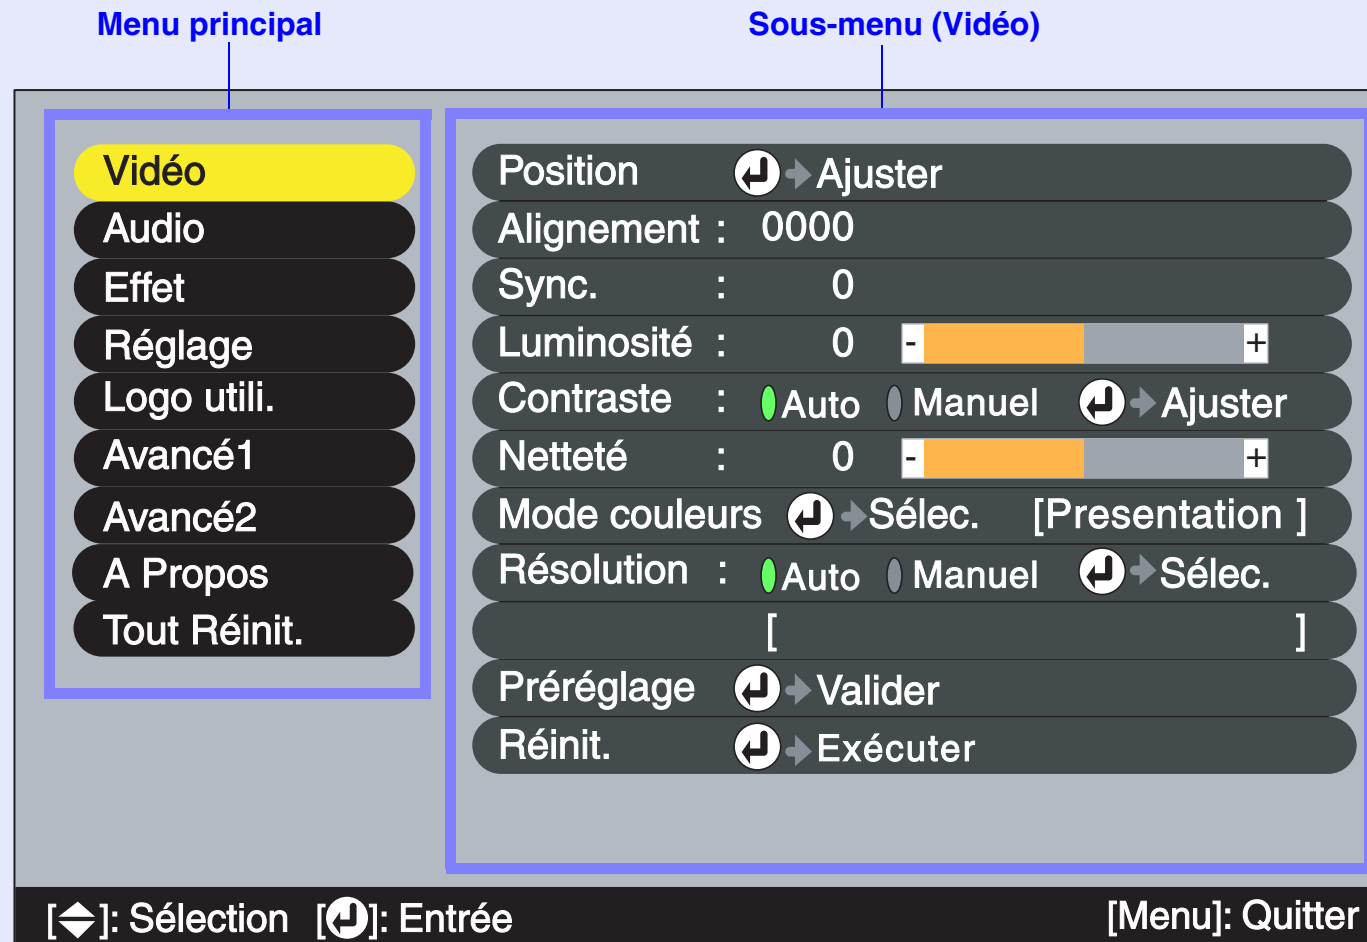 Menu principal
Sous-menu (Vidéo)
Vidéo
Audio
Effet
Réglage
Logo utili.
Avancé1
Avancé2
A Propos
Tout Réinit.
Position Ajuster
Alignement : 0000
Sync. : 0
Luminosité : 0 - +
Contraste : Auto Manuel Ajuster
Netteté : 0 - +
Mode couleurs Sélec. [Presentation ]
Résolution : Auto Manuel Sélec.
[ ]
Préréglage Valider
Réinit. Exécuter
[ ]: Sélection [ ]: Entrée [Menu]: Quitter